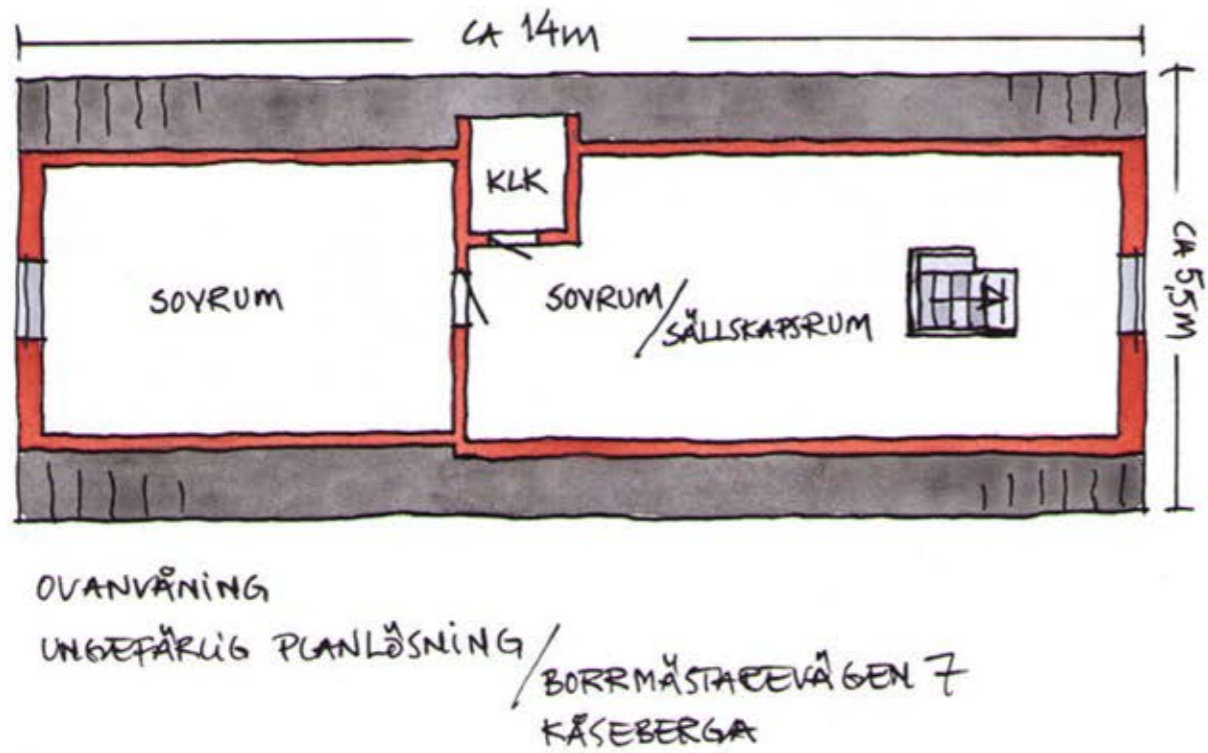 CA 14M
KLK
CA 5,5M
SOVRUM
SOVRUM/
SÄLLSKAPSRUM
OVANVÅNING
UNGEFÄRLIG PLANLÖSNING/
BORRMÄSTAREVÄGEN 7
KÅSEBERGA